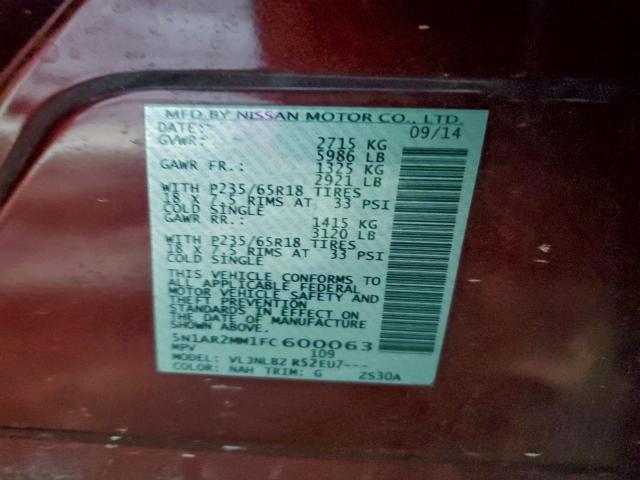 MFD BY NISSAN MOTOR CO., LTD.
DATE: 09/14
GVWR: 2715 KG
5986 LB
GAWR FR.: 1325 KG
2921 LB
WITH P235/65R18 TIRES
18 X 7.5 RIMS AT 33 PSI
COLD SINGLE
GAWR RR.: 1415 KG
3120 LB
WITH P235/65R18 TIRES
18 X 7.5 RIMS AT 33 PSI
COLD SINGLE
THIS VEHICLE CONFORMS TO
ALL APPLICABLE FEDERAL
MOTOR VEHICLE SAFETY AND
THEFT PREVENTION
STANDARDS IN EFFECT ON
THE DATE OF MANUFACTURE
SHOWN ABOVE.
5N1AR2MM1FC600063
MPV 109
MODEL: VLJNLBZ R52EU7---
COLOR: NAH TRIM: G 2S30A